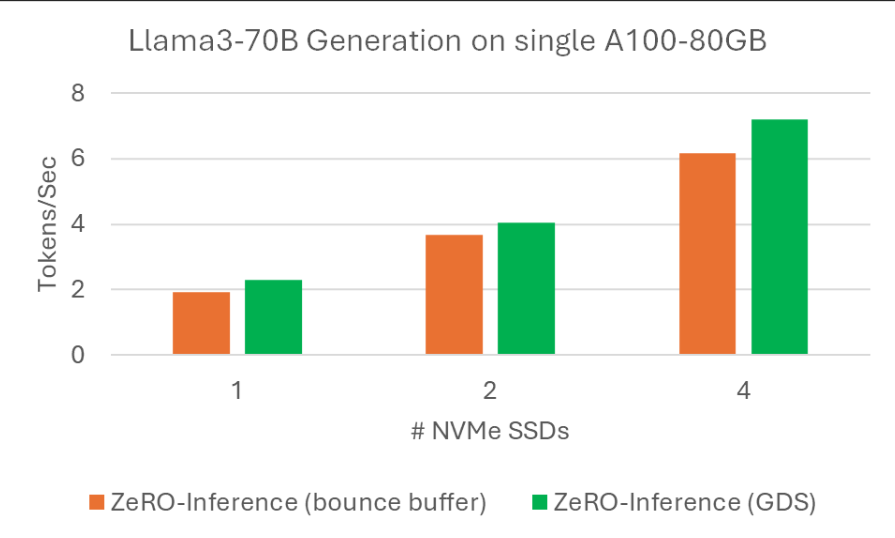 Llama3-70B Generation on single A100-80GB
Tokens/Sec
8
6
4
2
0
1 2 4
# NVMe SSDs
ZeRO-Inference (bounce buffer) ZeRO-Inference (GDS)